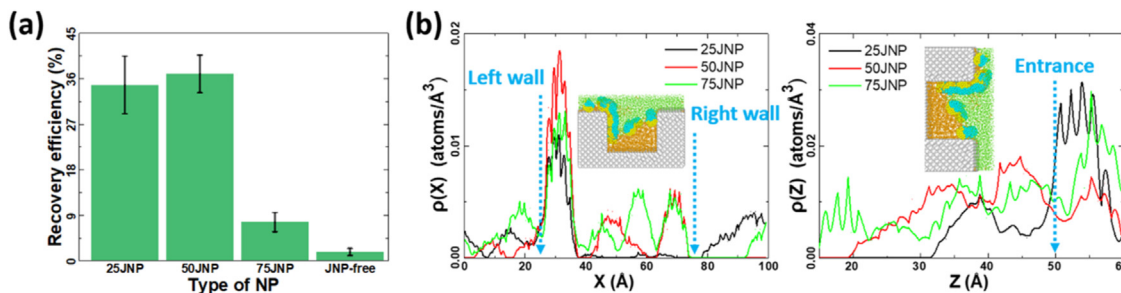 (a)
Recovery efficiency (%)
45
36
27
18
9
0
25JNP 50JNP 75JNP JNP-free
Type of NP
(b)
ρ(X) (atoms/Å³)
0.02
0.01
0.00
25JNP
50JNP
75JNP
Left wall
Right wall
0 20 40 60 80 100
X (Å)
ρ(Z) (atoms/Å³)
0.04
0.02
0.00
25JNP
50JNP
75JNP
Entrance
20 30 40 50
Z (Å)